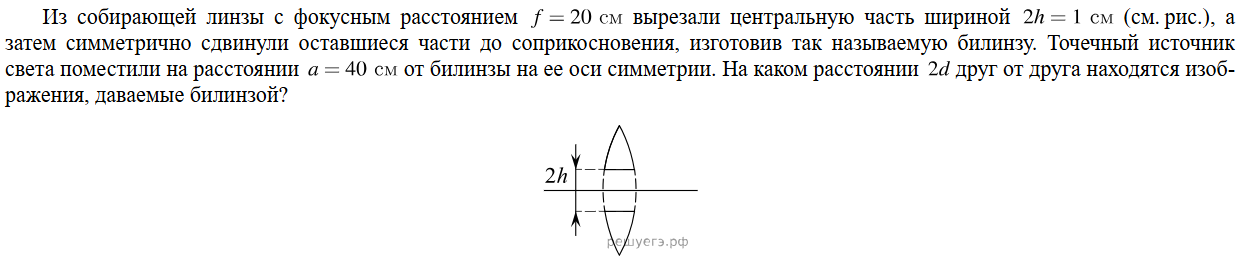 Из собирающей линзы с фокусным расстоянием f = 20 см вырезали центральную часть шириной 2h = 1 см (см. рис.), а
затем симметрично сдвинули оставшиеся части до соприкосновения, изготовив так называемую билинзу. Точечный источник
света поместили на расстоянии a = 40 см от билинзы на ее оси симметрии. На каком расстоянии 2d друг от друга находятся изоб-
ражения, даваемые билинзой?
2h
решуегэ.рф